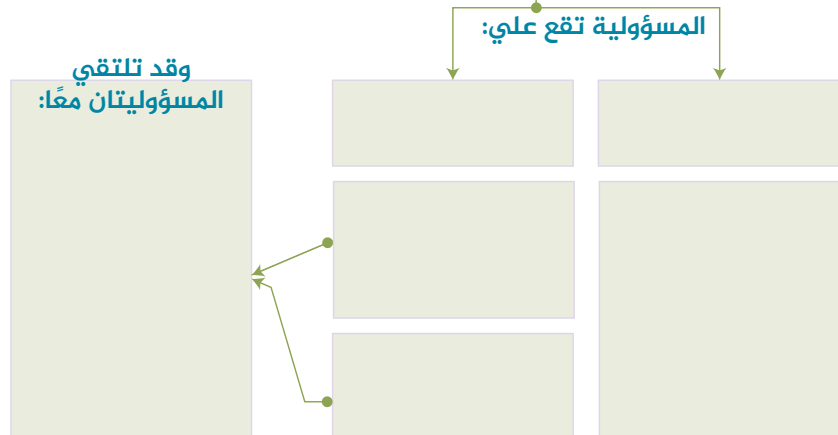 المسؤولية تقع علي:
وقد تلتقي
المسؤوليتان معًا: